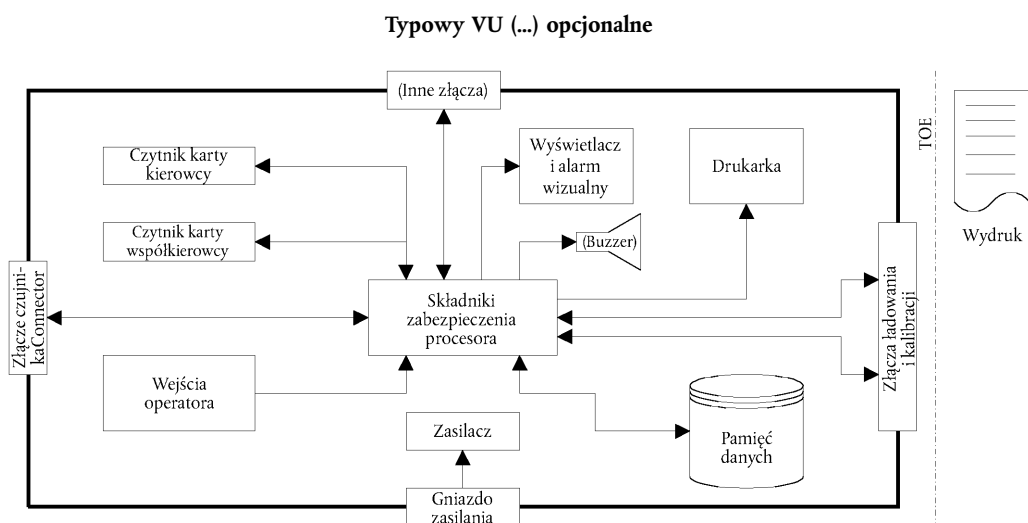 Typowy VU (...) opcjonalne
(Inne złącza)
Czytnik karty
kierowcy
Wyświetlacz
i alarm
wizualny
Drukarka
TOE
Wydruk
Czytnik karty
współkierowcy
(Buzzer)
Złącze czujni-
kaConnector
Składniki
zabezpieczenia
procesora
Złącza ładowania
i kalibracji
Wejścia
operatora
Zasilacz
Pamięć
danych
Gniazdo
zasilania